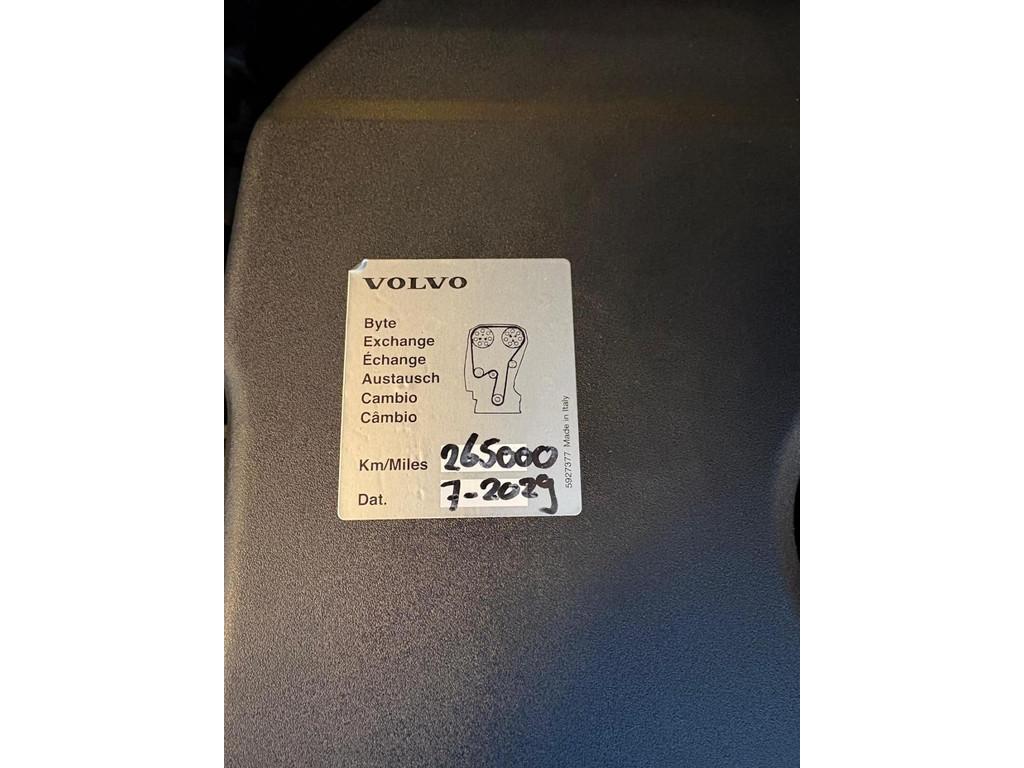 VOLVO
Byte
Exchange
Échange
Austausch
Cambio
Câmbio
Km/Miles 265000
Dat. 7-2029
5927377 Made in Italy